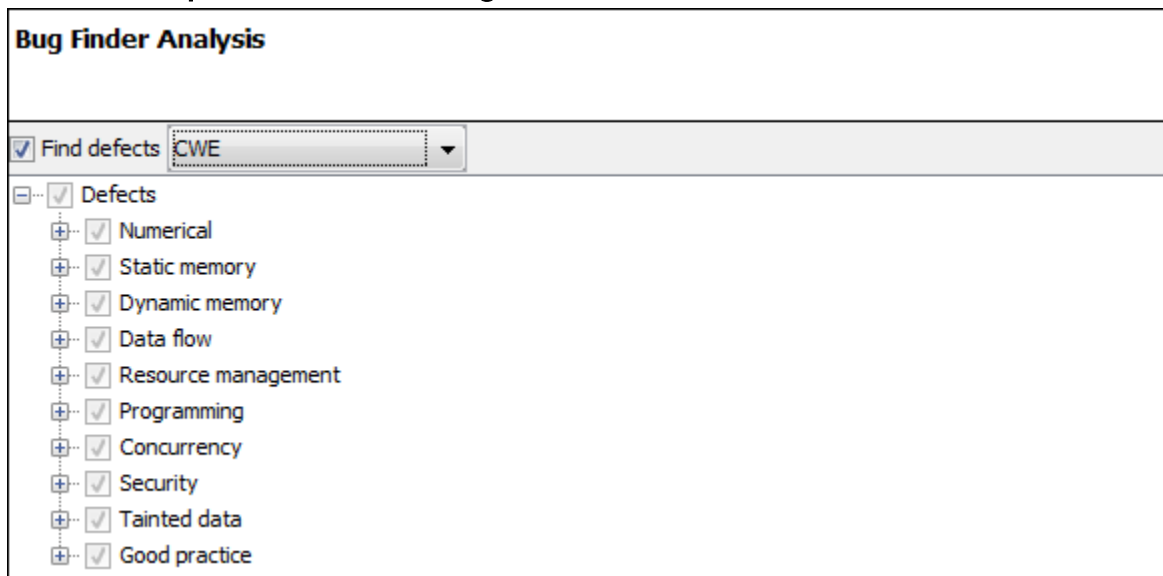 Bug Finder Analysis
Find defects CWE
Defects
Numerical
Static memory
Dynamic memory
Data flow
Resource management
Programming
Concurrency
Security
Tainted data
Good practice